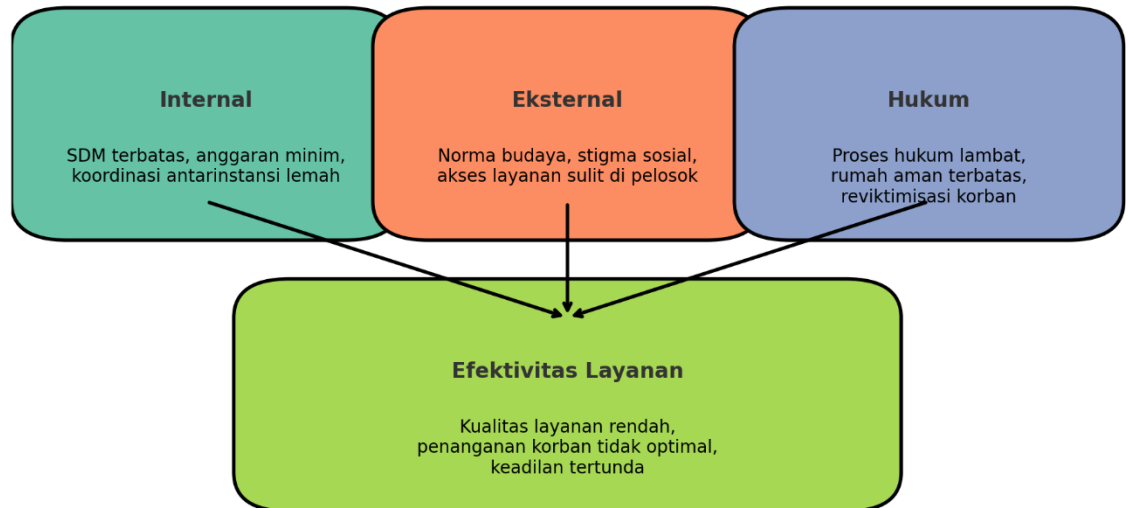 Internal
SDM terbatas, anggaran minim,
koordinasi antarinstansi lemah
Eksternal
Norma budaya, stigma sosial,
akses layanan sulit di pelosok
Hukum
Proses hukum lambat,
rumah aman terbatas,
reviktimisasi korban
Efektivitas Layanan
Kualitas layanan rendah,
penanganan korban tidak optimal,
keadilan tertunda